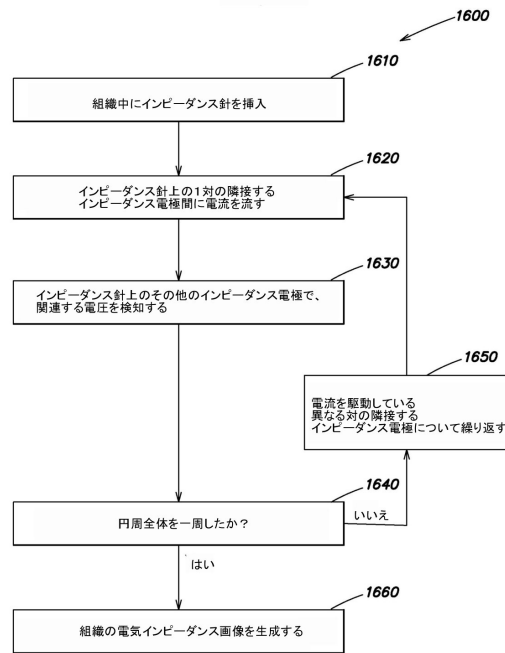 1600
1610
組織中にインピーダンス針を挿入
1620
インピーダンス針上の1対の隣接する
インピーダンス電極間に電流を流す
1630
インピーダンス針上のその他のインピーダンス電極で、
関連する電圧を検知する
1650
電流を駆動している
異なる対の隣接する
インピーダンス電極について繰り返す
1640
円周全体を一周したか？
いいえ
はい
1660
組織の電気インピーダンス画像を生成する